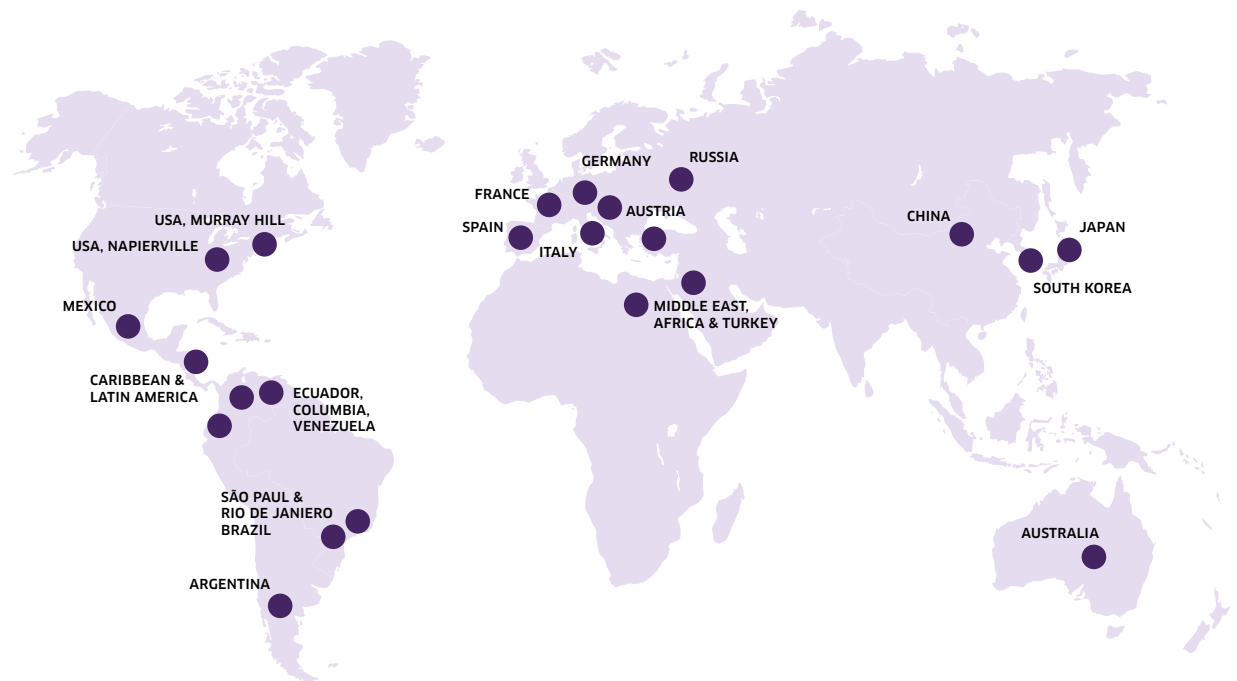 GERMANY
RUSSIA
FRANCE
AUSTRIA
SPAIN
ITALY
USA, MURRAY HILL
USA, NAPIERVILLE
CHINA
JAPAN
SOUTH KOREA
MEXICO
MIDDLE EAST,
AFRICA & TURKEY
CARIBBEAN &
LATIN AMERICA
ECUADOR,
COLUMBIA,
VENEZUELA
SÃO PAUL &
RIO DE JANIERO
BRAZIL
AUSTRALIA
ARGENTINA